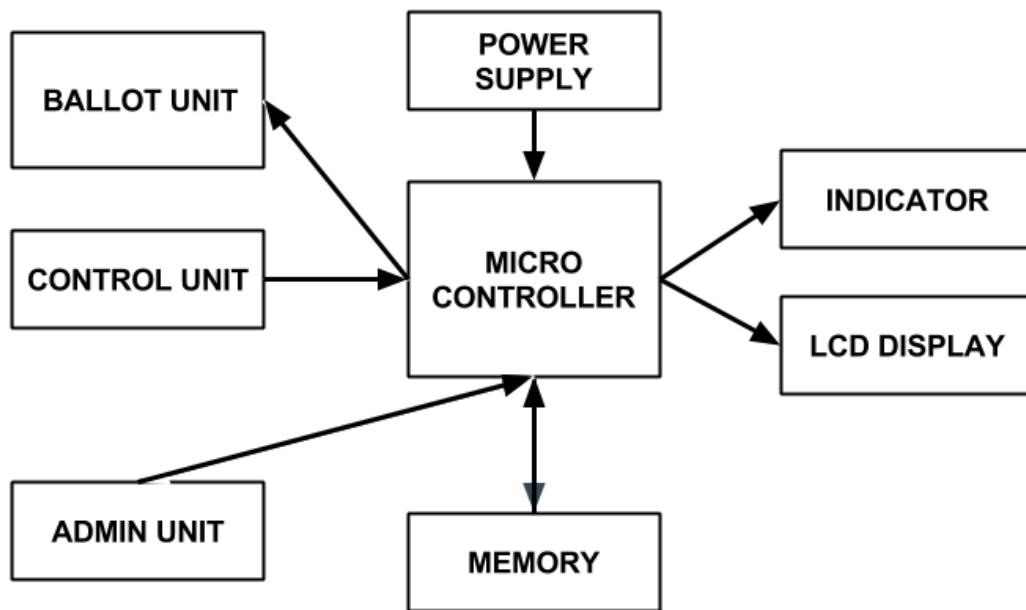 POWER
SUPPLY
BALLOT UNIT
INDICATOR
CONTROL UNIT
MICRO
CONTROLLER
LCD DISPLAY
ADMIN UNIT
MEMORY